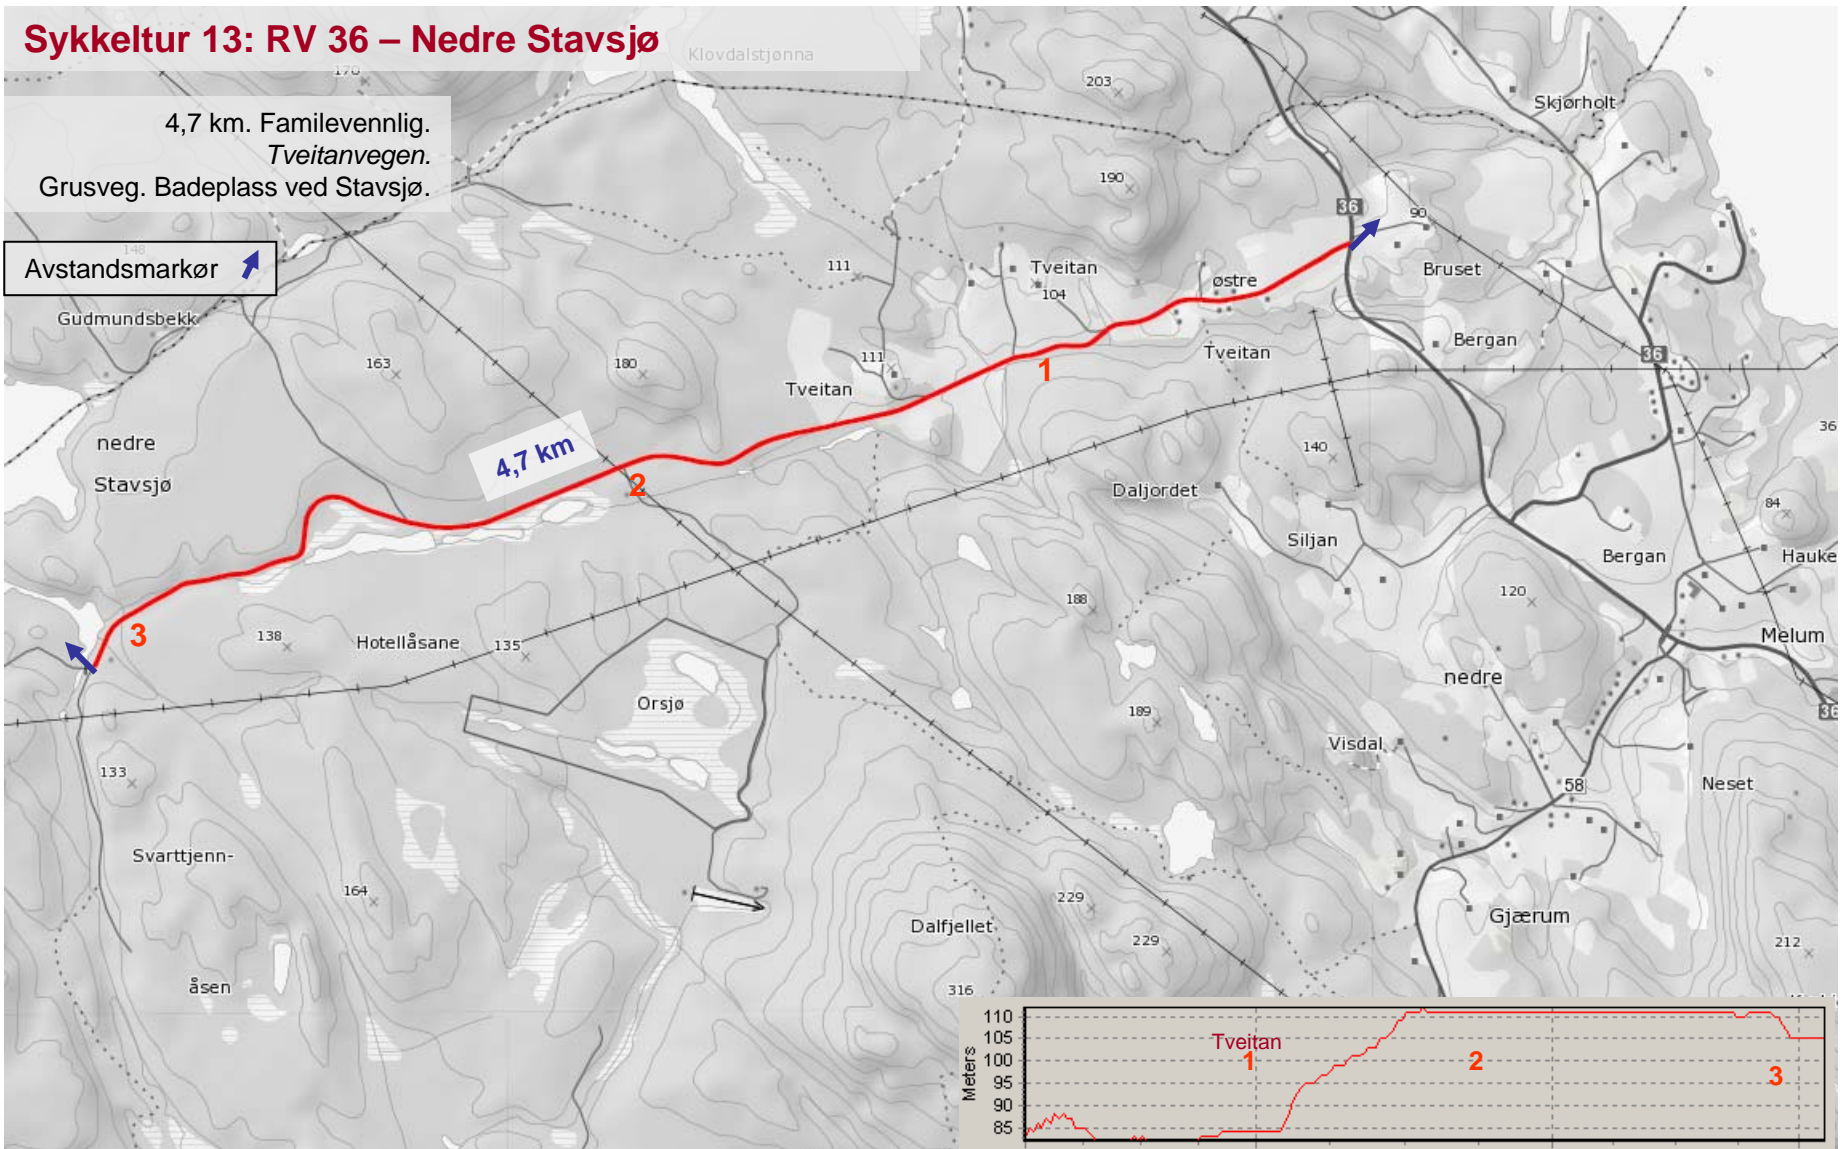 Sykkeltur 13: RV 36 – Nedre Stavsjø
Klovdalstjønna
170
203
Skjørholt
4,7 km. Familevennlig.
Tveitanvegen.
Grusveg. Badeplass ved Stavsjø.
190
36
90
148
Avstandsmarkør
111
Tveitan
104
østre
Bruset
Gudmundsbekk
163
180
111
Tveitan
1
Tveitan
Bergan
36
36
nedre
Stavsjø
4,7 km
2
140
Daljordet
Siljan
84
Bergan
Hauke
188
120
3
138
Hotellåsane
135
Melum
nedre
Orsjø
189
36
Visdal
133
58
Neset
Svarttjenn-
164
229
Gjærum
Dalfjellet
229
212
åsen
316
110
105
100
95
90
85
Meters
Tveitan
1
2
3